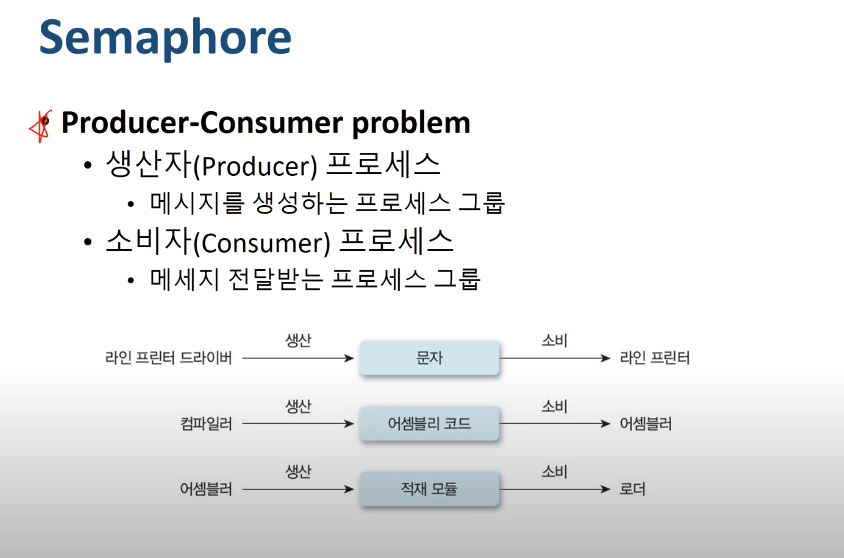 Semaphore
Producer-Consumer problem
생산자(Producer) 프로세스
메시지를 생성하는 프로세스 그룹
소비자(Consumer) 프로세스
메세지 전달받는 프로세스 그룹
라인 프린터 드라이버 생산 문자 소비 라인 프린터
컴파일러 생산 어셈블리 코드 소비 어셈블러
어셈블러 생산 적재 모듈 소비 로더